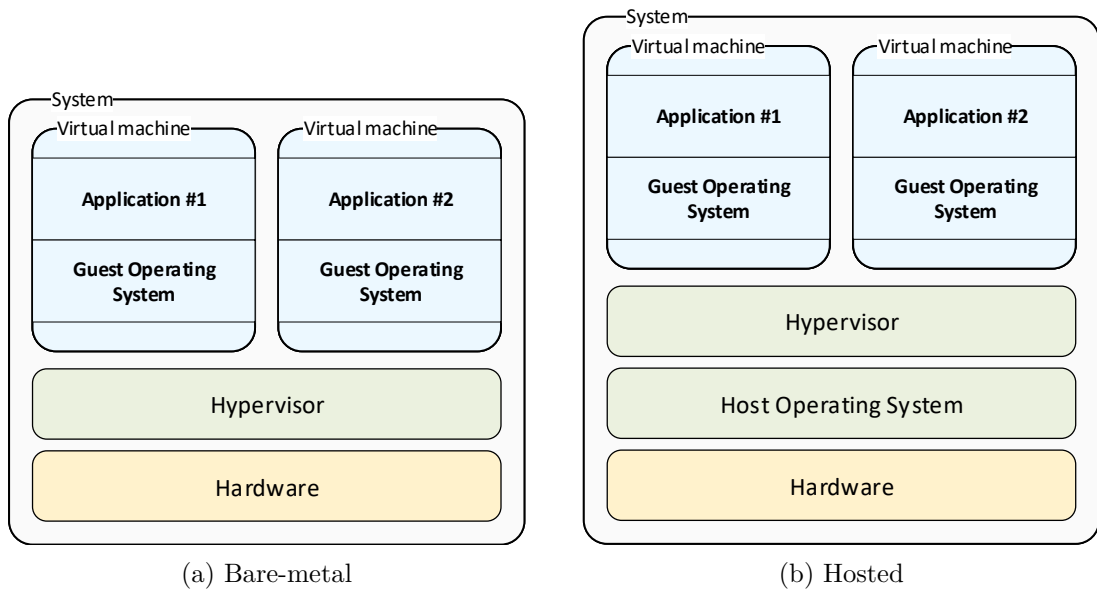 System
Virtual machine
Virtual machine
Application #1
Application #2
Guest Operating
System
Guest Operating
System
Hypervisor
Hardware
(a) Bare-metal
System
Virtual machine
Virtual machine
Application #1
Application #2
Guest Operating
System
Guest Operating
System
Hypervisor
Host Operating System
Hardware
(b) Hosted